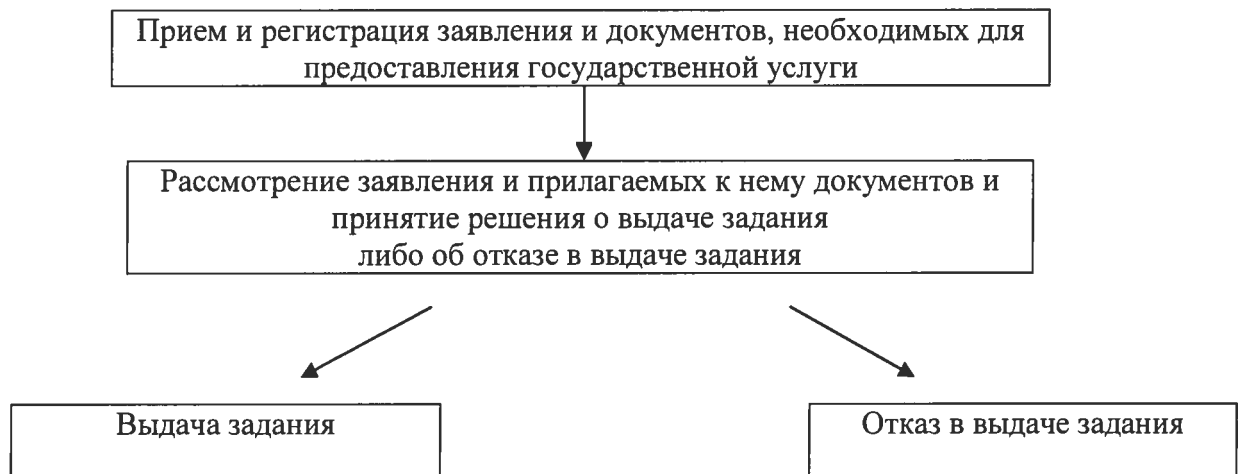 Прием и регистрация заявления и документов, необходимых для
предоставления государственной услуги
Рассмотрение заявления и прилагаемых к нему документов и
принятие решения о выдаче задания
либо об отказе в выдаче задания
Выдача задания
Отказ в выдаче задания